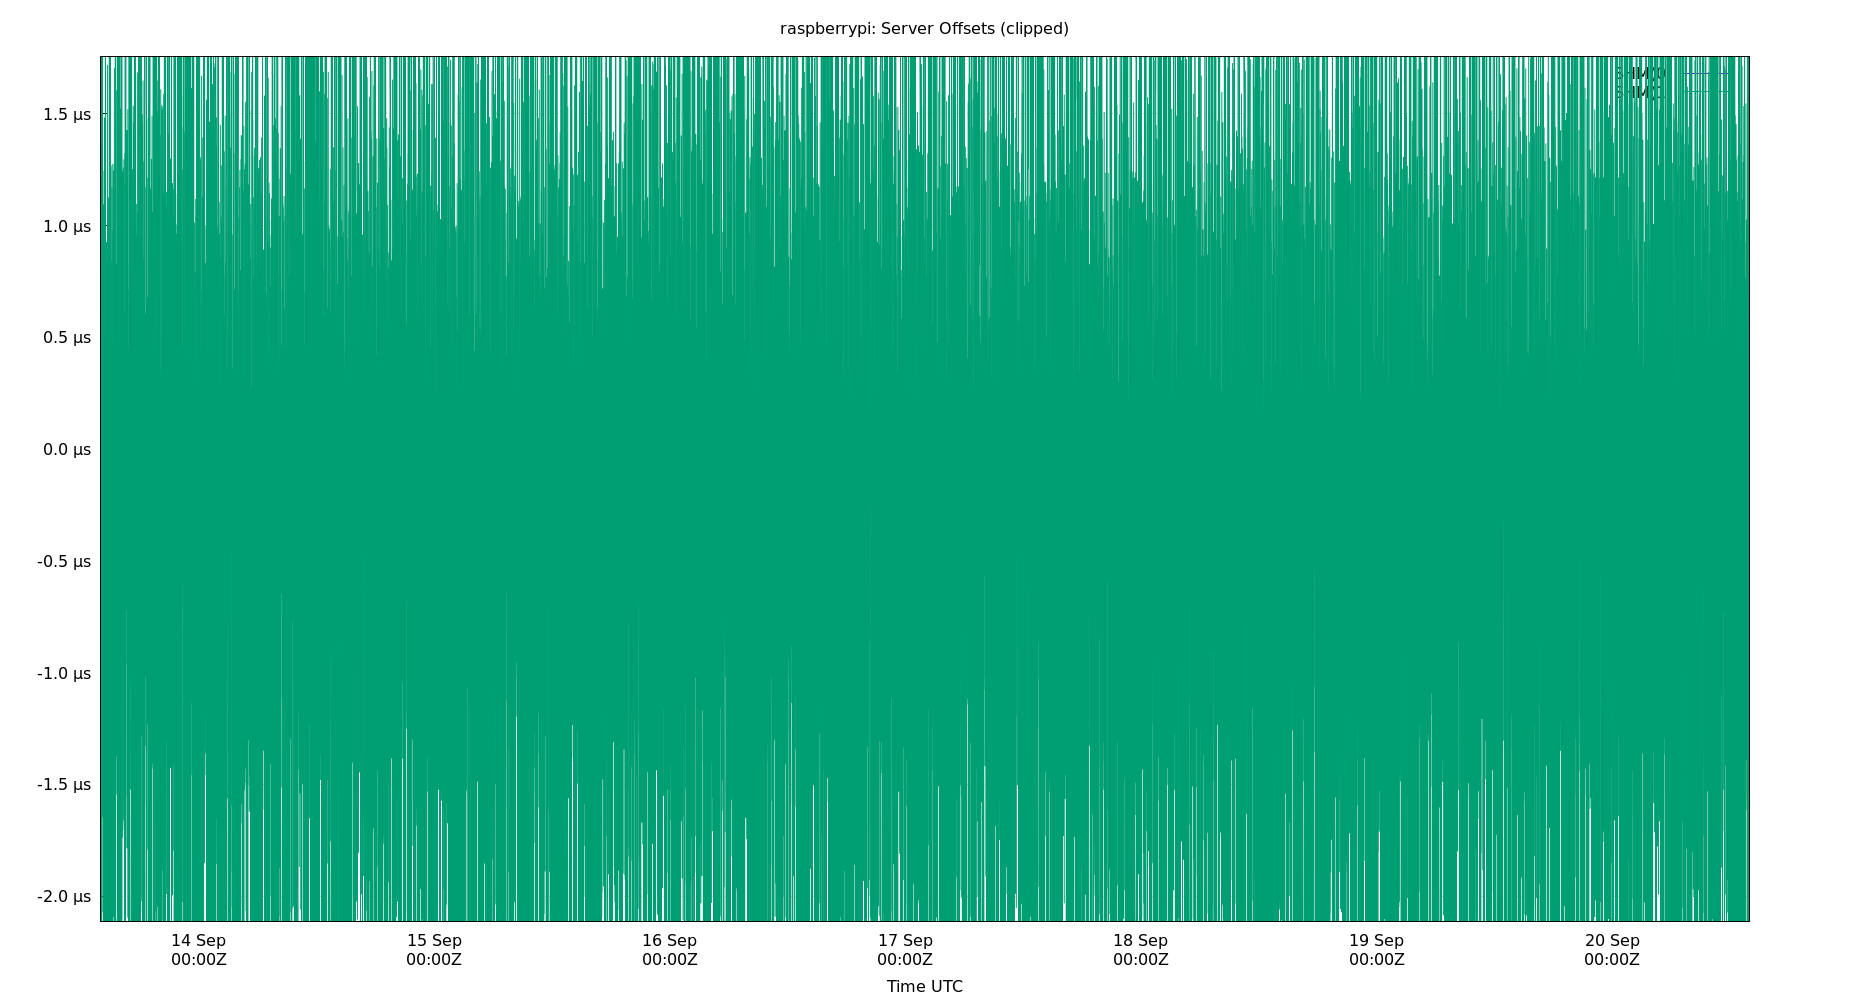 raspberrypi: Server Offsets (clipped)
1.5 µs
1.0 µs
0.5 µs
0.0 µs
-0.5 µs
-1.0 µs
-1.5 µs
-2.0 µs
14 Sep 15 Sep 16 Sep 17 Sep 18 Sep 19 Sep 20 Sep
00:00Z 00:00Z 00:00Z 00:00Z 00:00Z 00:00Z 00:00Z
Time UTC